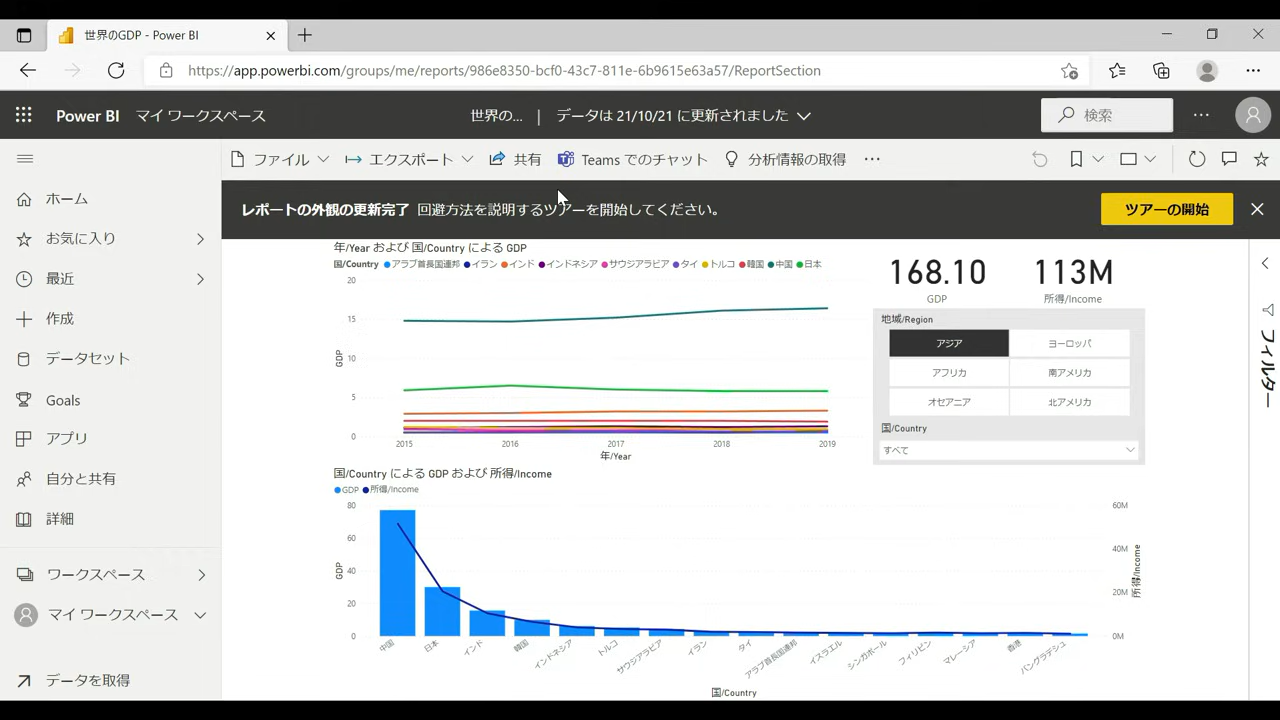 世界のGDP - Power BI
https://app.powerbi.com/groups/me/reports/986e8350-bcf0-43c7-811e-6b9615e63a57/ReportSection
Power BI マイ ワークスペース 世界の... | データは 21/10/21 に更新されました 検索
ファイル エクスポート 共有 Teams でのチャット 分析情報の取得
レポートの外観の更新完了 回避方法を説明するツアーを開始してください。 ツアーの開始
ホーム
お気に入り
最近
作成
データセット
Goals
アプリ
自分と共有
詳細
ワークスペース
マイ ワークスペース
データを取得
年/Year および 国/Country による GDP
国/Country アラブ首長国連邦 イラン インド インドネシア サウジアラビア タイ トルコ 韓国 中国 日本
20
15
10
5
0
GDP
2015 2016 2017 2018 2019
年/Year
168.10 113M
GDP 所得/Income
地域/Region
アジア ヨーロッパ
アフリカ 南アメリカ
オセアニア 北アメリカ
国/Country
すべて
フィルター
国/Country による GDP および 所得/Income
GDP 所得/Income
80
60
40
20
0
GDP
60M
40M
20M
0M
所得/Income
中国 日本 インド 韓国 インドネシア トルコ サウジアラビア イラン タイ アラブ首長国連邦 イスラエル シンガポール フィリピン マレーシア 香港 バングラデシュ
国/Country